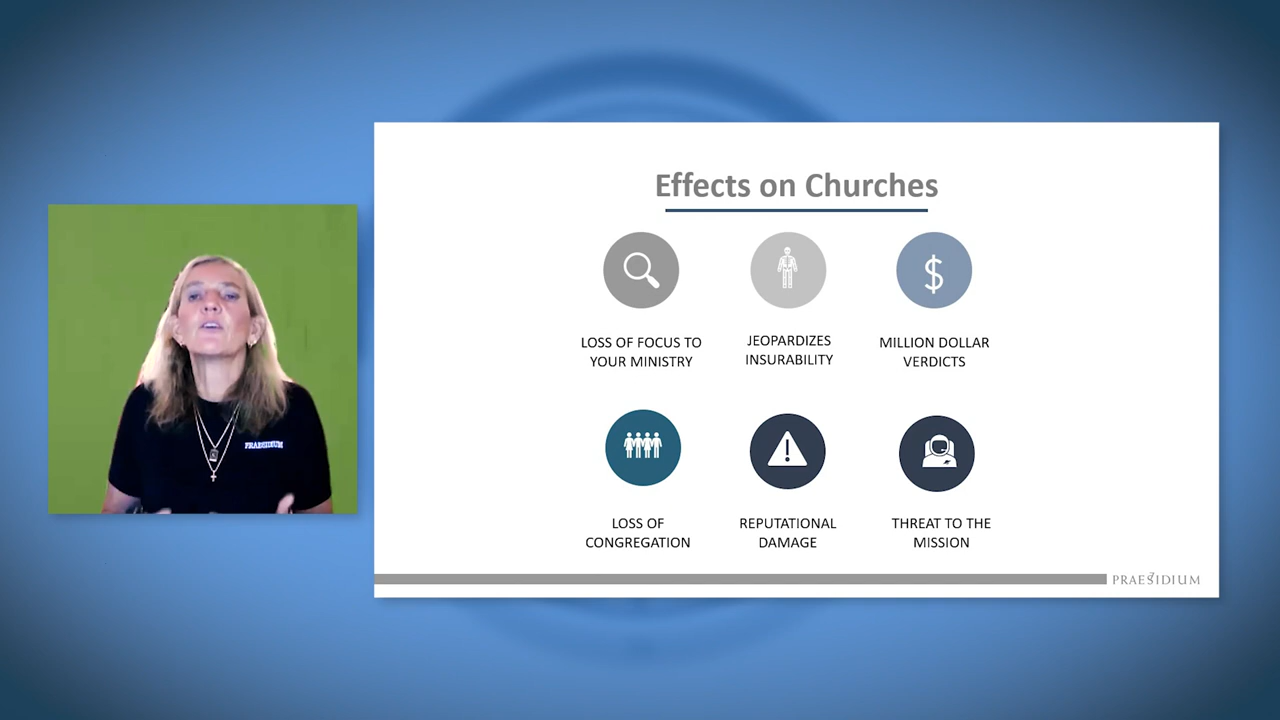 Effects on Churches
LOSS OF FOCUS TO
YOUR MINISTRY
JEOPARDIZES
INSURABILITY
$
MILLION DOLLAR
VERDICTS
LOSS OF
CONGREGATION
!
REPUTATIONAL
DAMAGE
THREAT TO THE
MISSION
PRAESIDIUM
PRAESIDIUM